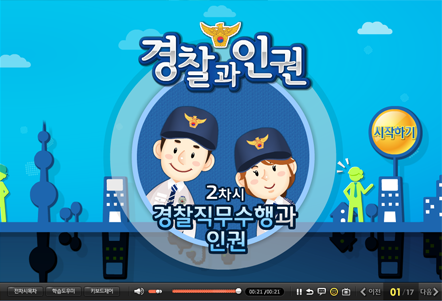 경찰과 인권
시작하기
2차시
경찰직무수행과
인권
전차시목차 학습도우미 키보드제어 00:21 /00:21 이전 01 / 17 다음